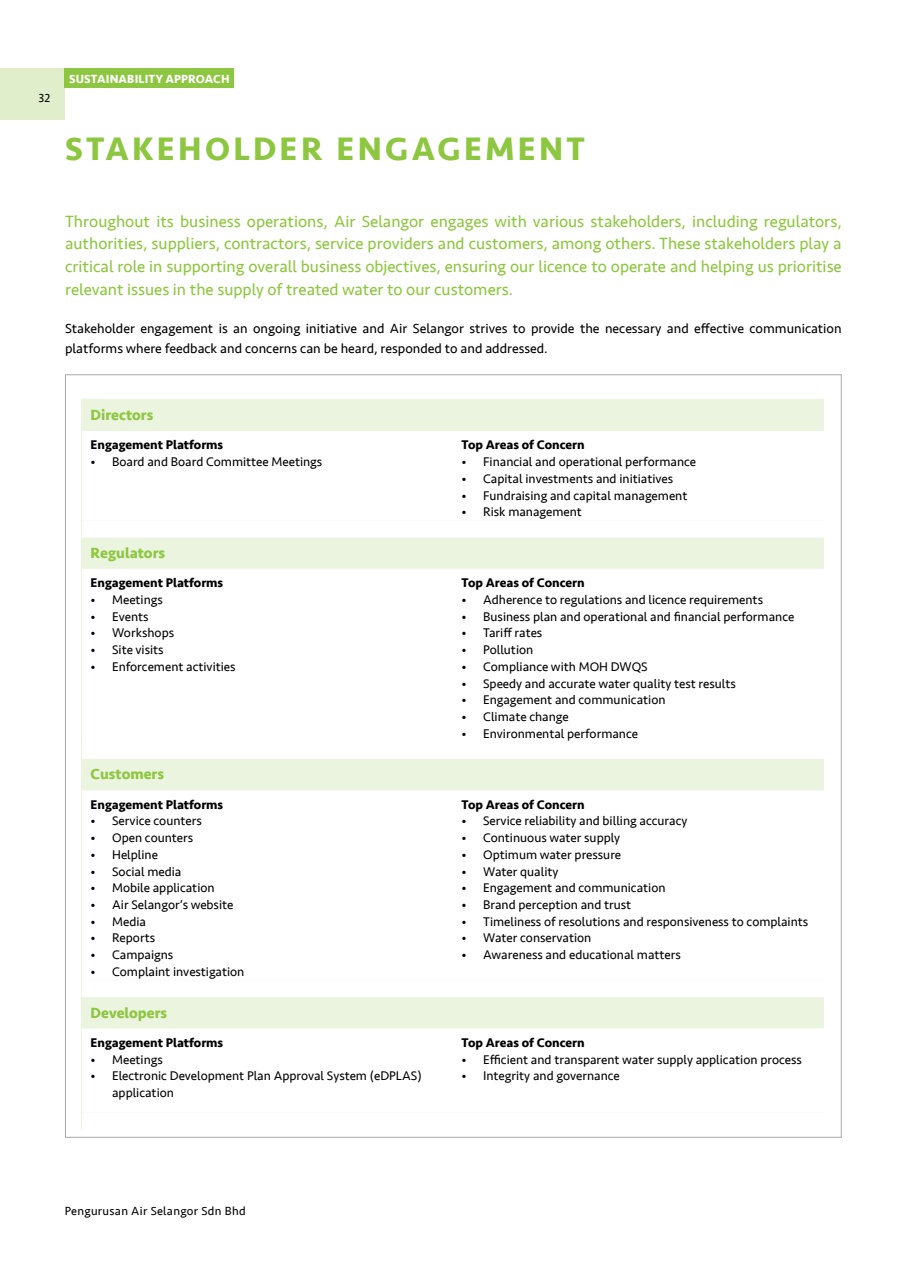 SUSTAINABILITY APPROACH
32
STAKEHOLDER ENGAGEMENT
Throughout its business operations, Air Selangor engages with various stakeholders, including regulators,
authorities, suppliers, contractors, service providers and customers, among others. These stakeholders play a
critical role in supporting overall business objectives, ensuring our licence to operate and helping us prioritise
relevant issues in the supply of treated water to our customers.
Stakeholder engagement is an ongoing initiative and Air Selangor strives to provide the necessary and effective communication
platforms where feedback and concerns can be heard, responded to and addressed.
Directors
Engagement Platforms
• Board and Board Committee Meetings
Top Areas of Concern
• Financial and operational performance
• Capital investments and initiatives
• Fundraising and capital management
• Risk management
Regulators
Engagement Platforms
• Meetings
• Events
• Workshops
• Site visits
• Enforcement activities
Top Areas of Concern
• Adherence to regulations and licence requirements
• Business plan and operational and financial performance
• Tariff rates
• Pollution
• Compliance with MOH DWQS
• Speedy and accurate water quality test results
• Engagement and communication
• Climate change
• Environmental performance
Customers
Engagement Platforms
• Service counters
• Open counters
• Helpline
• Social media
• Mobile application
• Air Selangor’s website
• Media
• Reports
• Campaigns
• Complaint investigation
Top Areas of Concern
• Service reliability and billing accuracy
• Continuous water supply
• Optimum water pressure
• Water quality
• Engagement and communication
• Brand perception and trust
• Timeliness of resolutions and responsiveness to complaints
• Water conservation
• Awareness and educational matters
Developers
Engagement Platforms
• Meetings
• Electronic Development Plan Approval System (eDPLAS)
application
Top Areas of Concern
• Efficient and transparent water supply application process
• Integrity and governance
Pengurusan Air Selangor Sdn Bhd